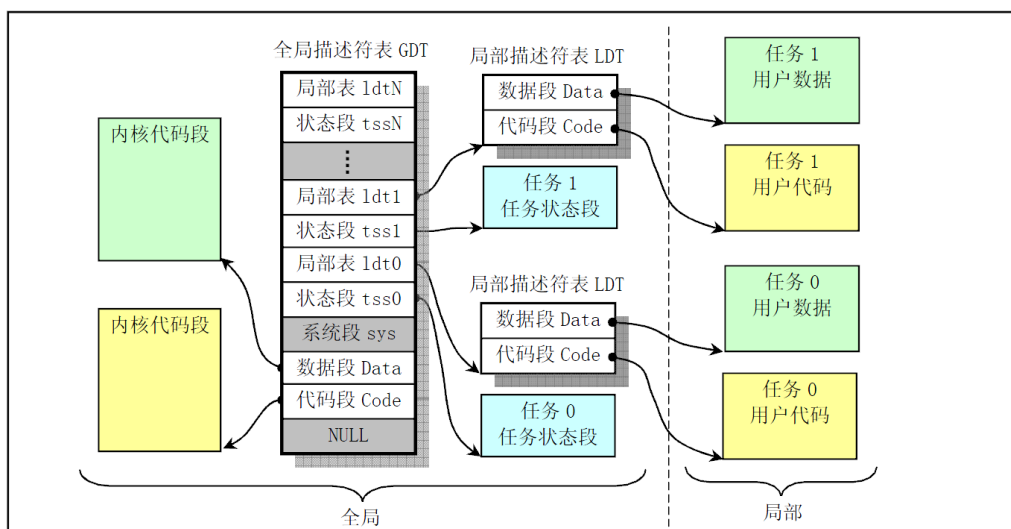 全局描述符表 GDT
局部表 ldtN
状态段 tssN
局部表 ldt1
状态段 tss1
局部表 ldt0
状态段 tss0
系统段 sys
数据段 Data
代码段 Code
NULL
内核代码段
内核代码段
局部描述符表 LDT
数据段 Data
代码段 Code
任务 1
任务状态段
局部描述符表 LDT
数据段 Data
代码段 Code
任务 0
任务状态段
任务 1
用户数据
任务 1
用户代码
任务 0
用户数据
任务 0
用户代码
全局
局部